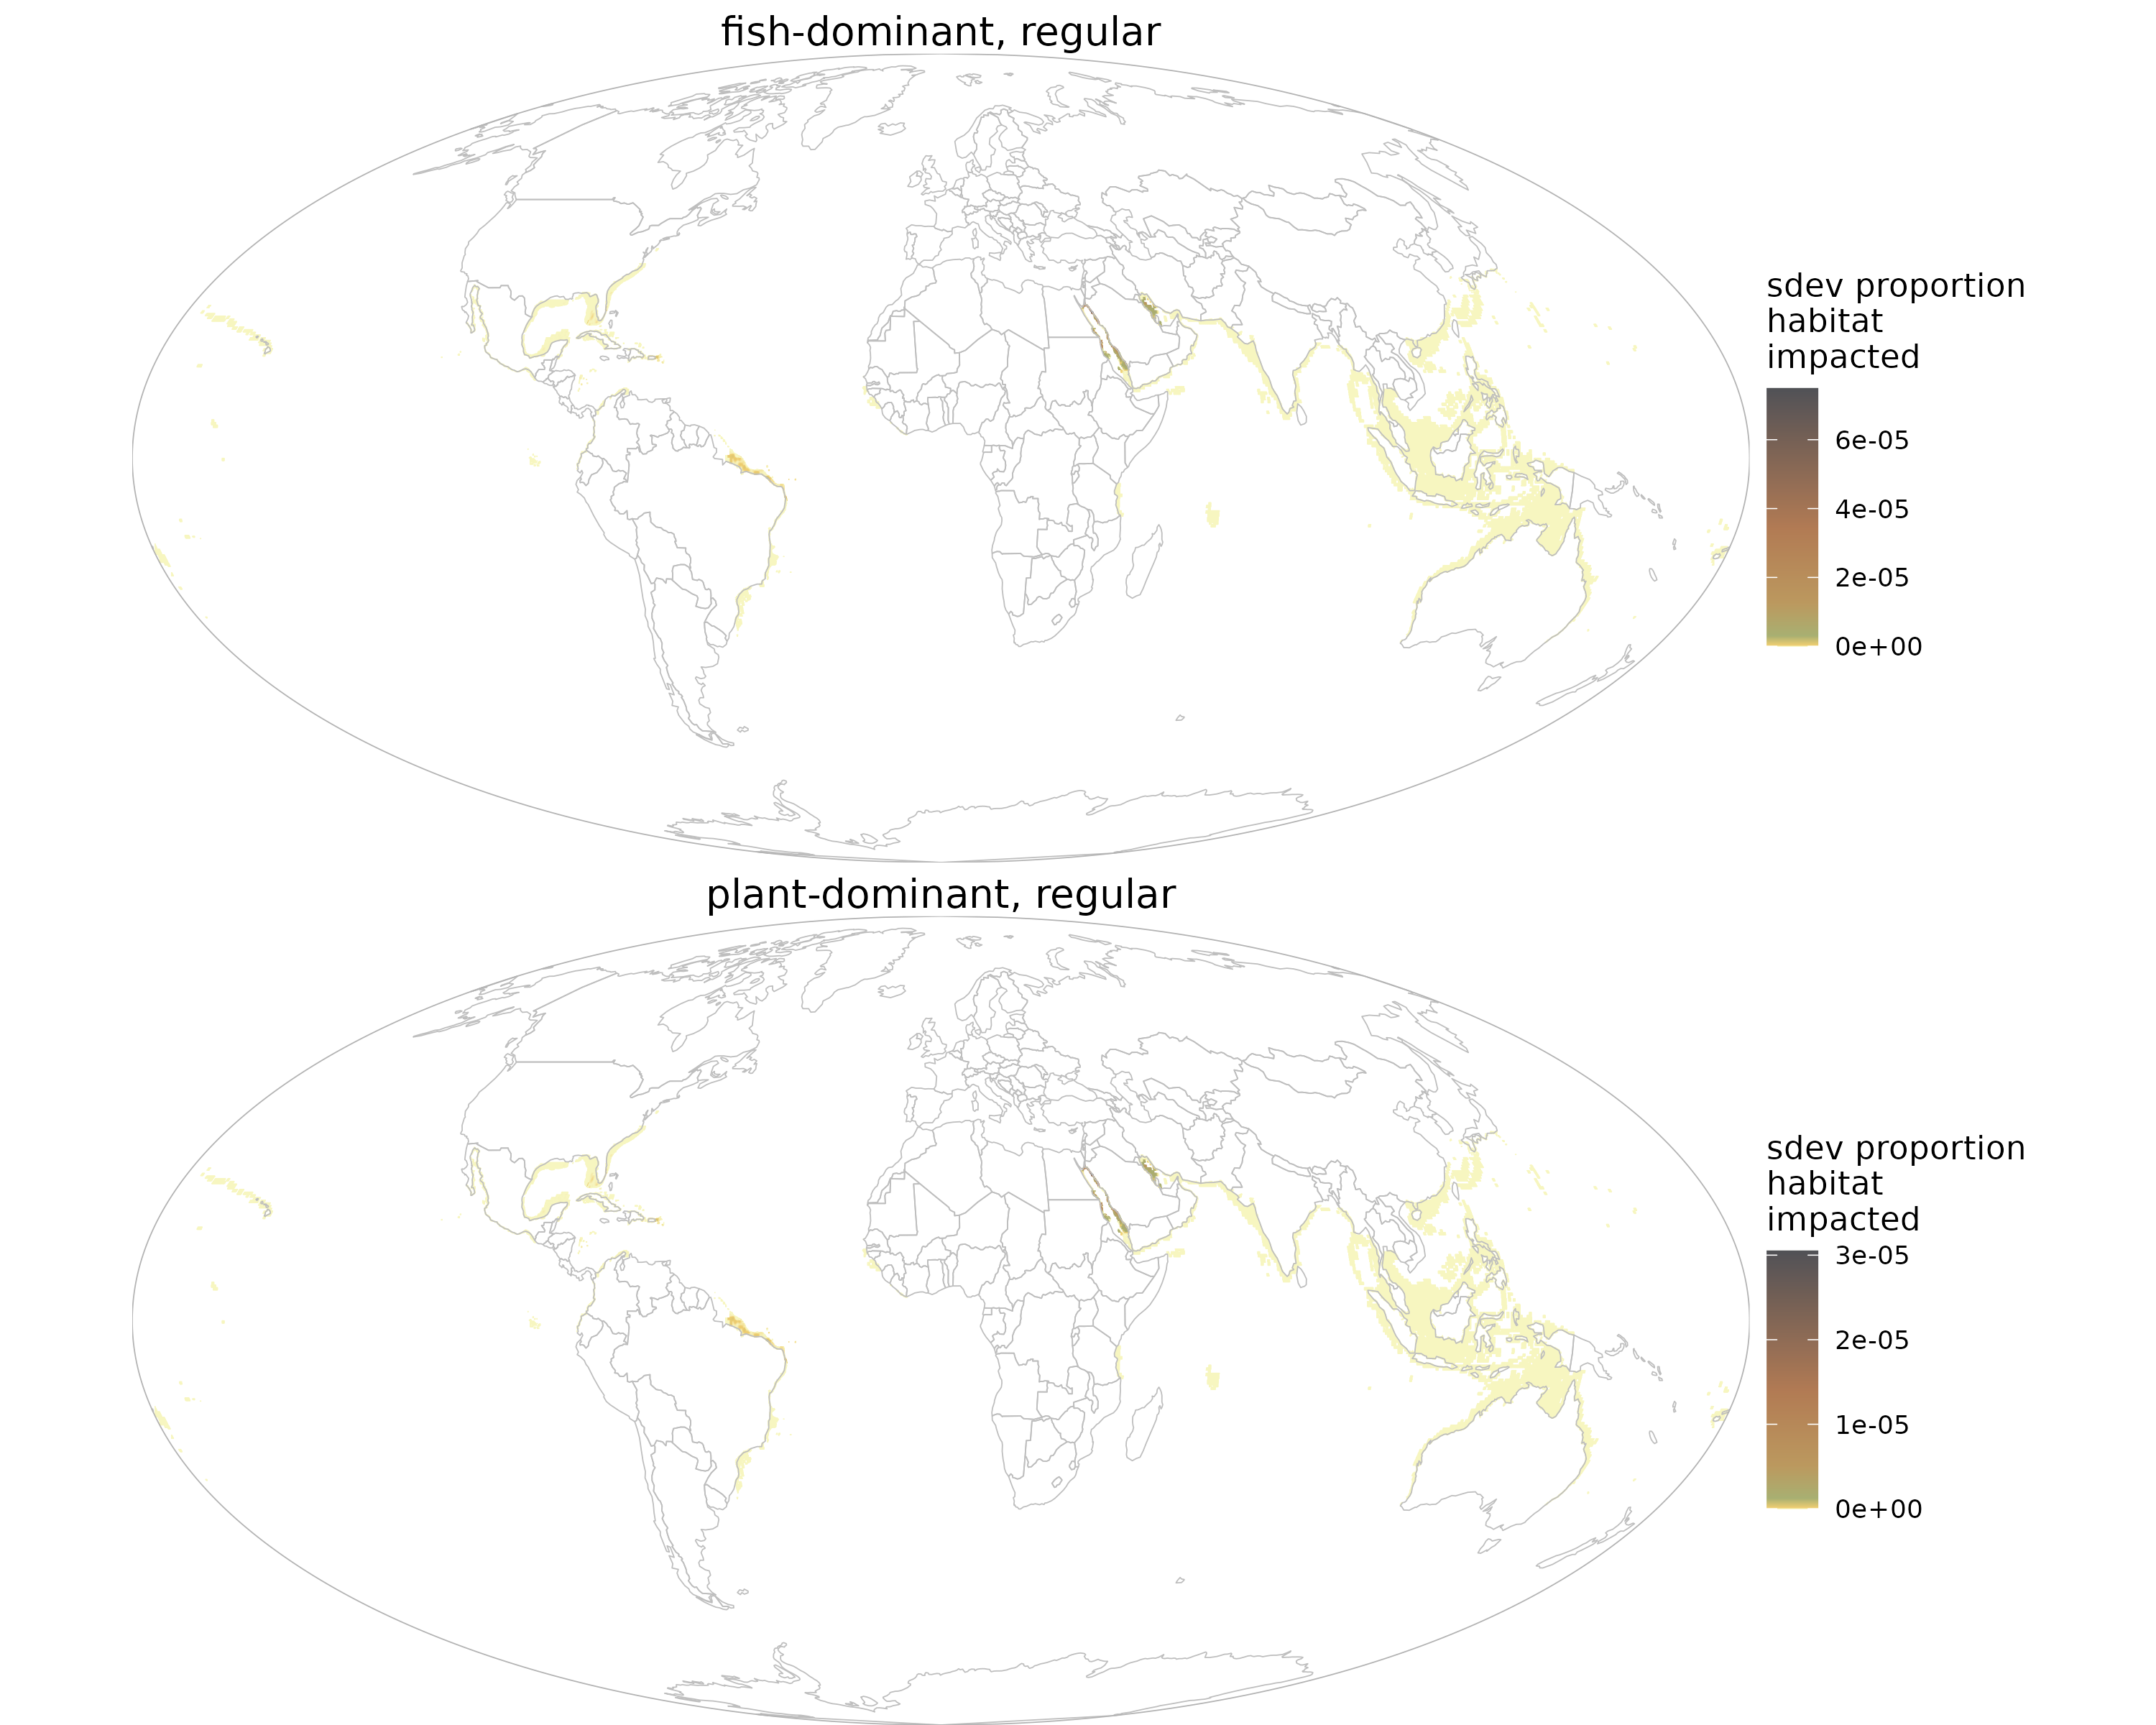 fish-dominant, regular
sdev proportion
habitat
impacted
6e-05
4e-05
2e-05
0e+00
plant-dominant, regular
sdev proportion
habitat
impacted
3e-05
2e-05
1e-05
0e+00